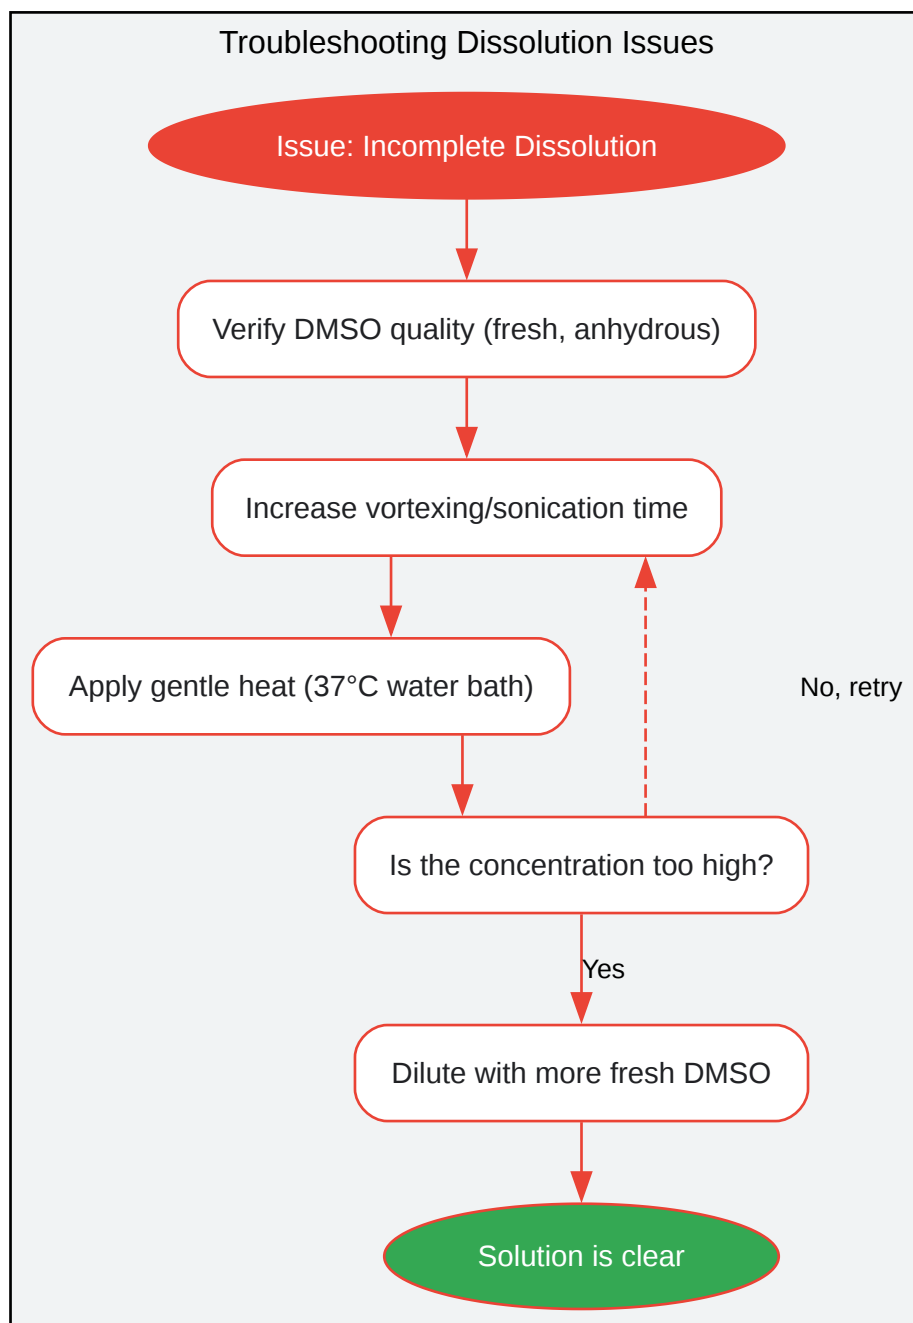 Troubleshooting Dissolution Issues
Issue: Incomplete Dissolution
Verify DMSO quality (fresh, anhydrous)
Increase vortexing/sonication time
Apply gentle heat (37°C water bath)
No, retry
Is the concentration too high?
Yes
Dilute with more fresh DMSO
Solution is clear